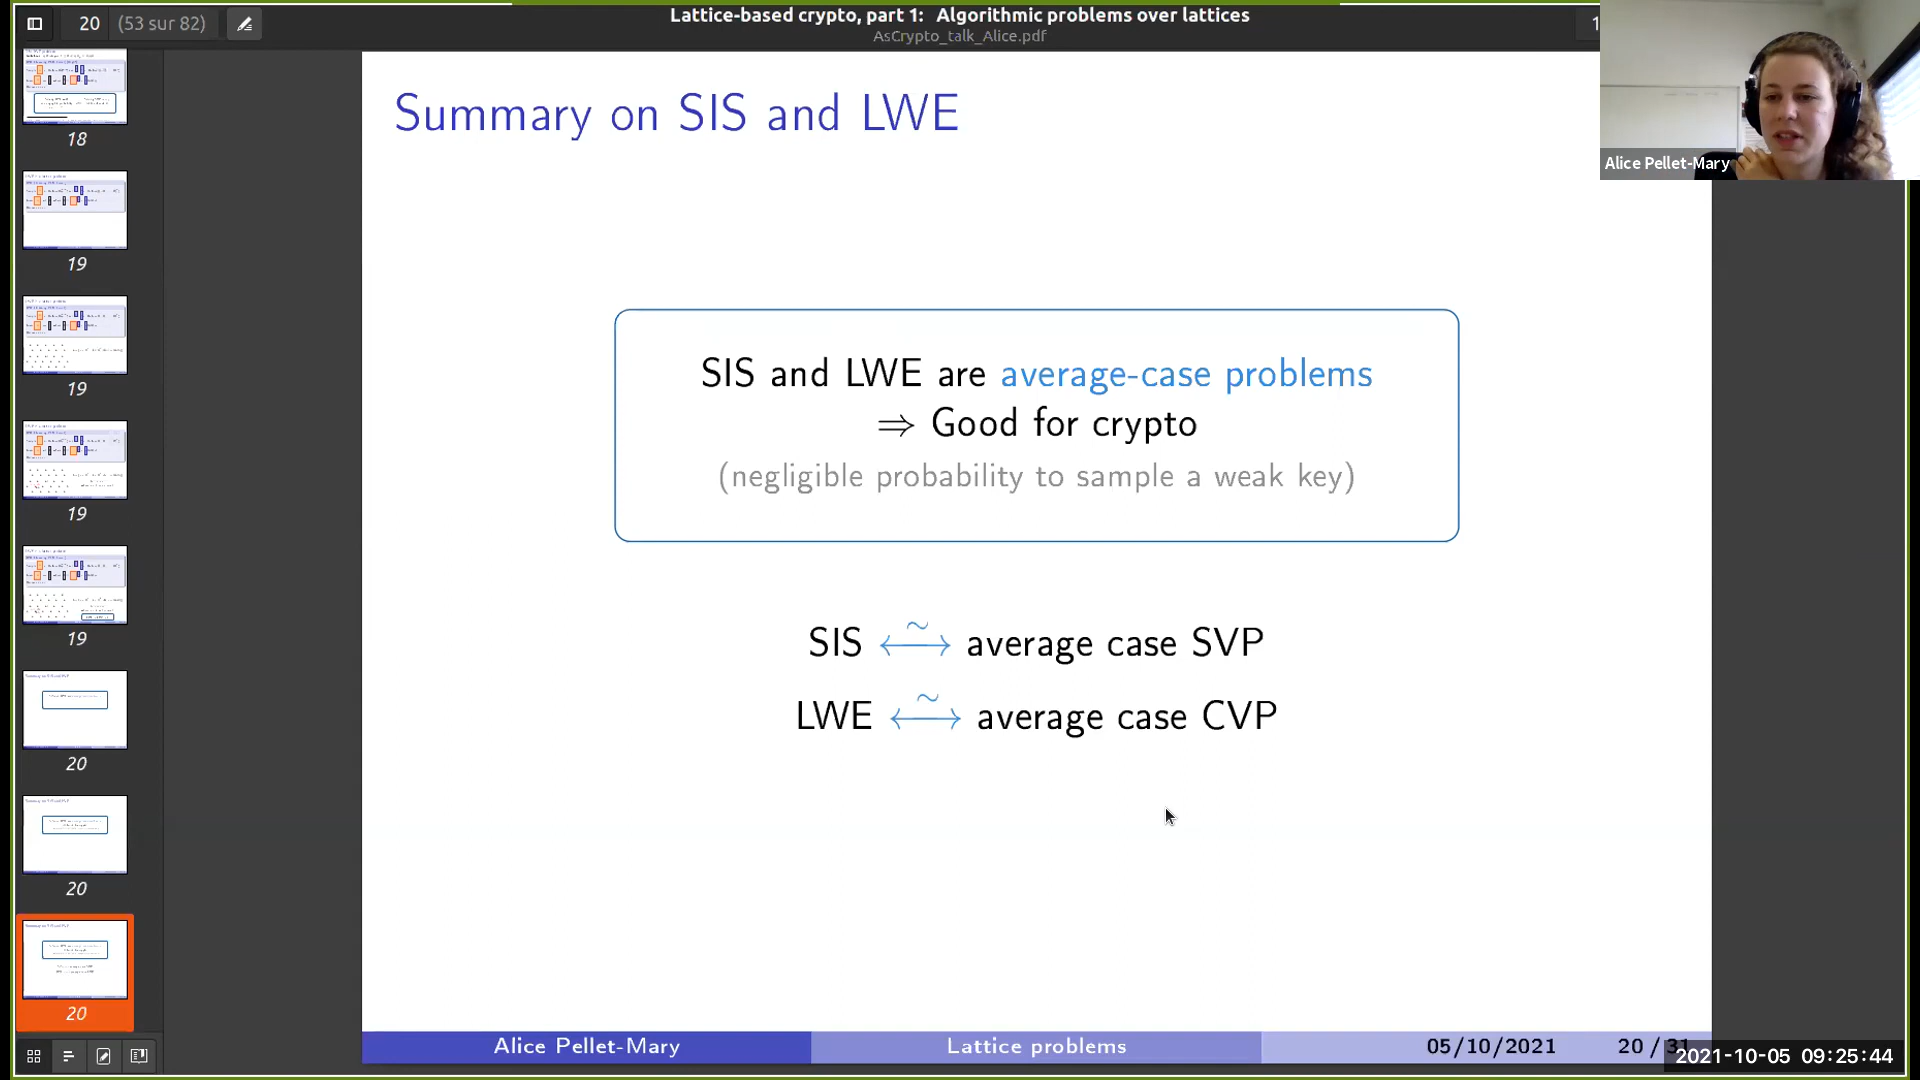 20 (53 sur 82)
Lattice-based crypto, part 1: Algorithmic problems over lattices
AsCrypto_talk_Alice.pdf
Alice Pellet-Mary
18
19
19
19
19
20
20
20
Summary on SIS and LWE
SIS and LWE are average-case problems
⇒ Good for crypto
(negligible probability to sample a weak key)
SIS ⟷̃ average case SVP
LWE ⟷̃ average case CVP
Alice Pellet-Mary Lattice problems 05/10/2021 20 / 31
2021-10-05 09:25:44